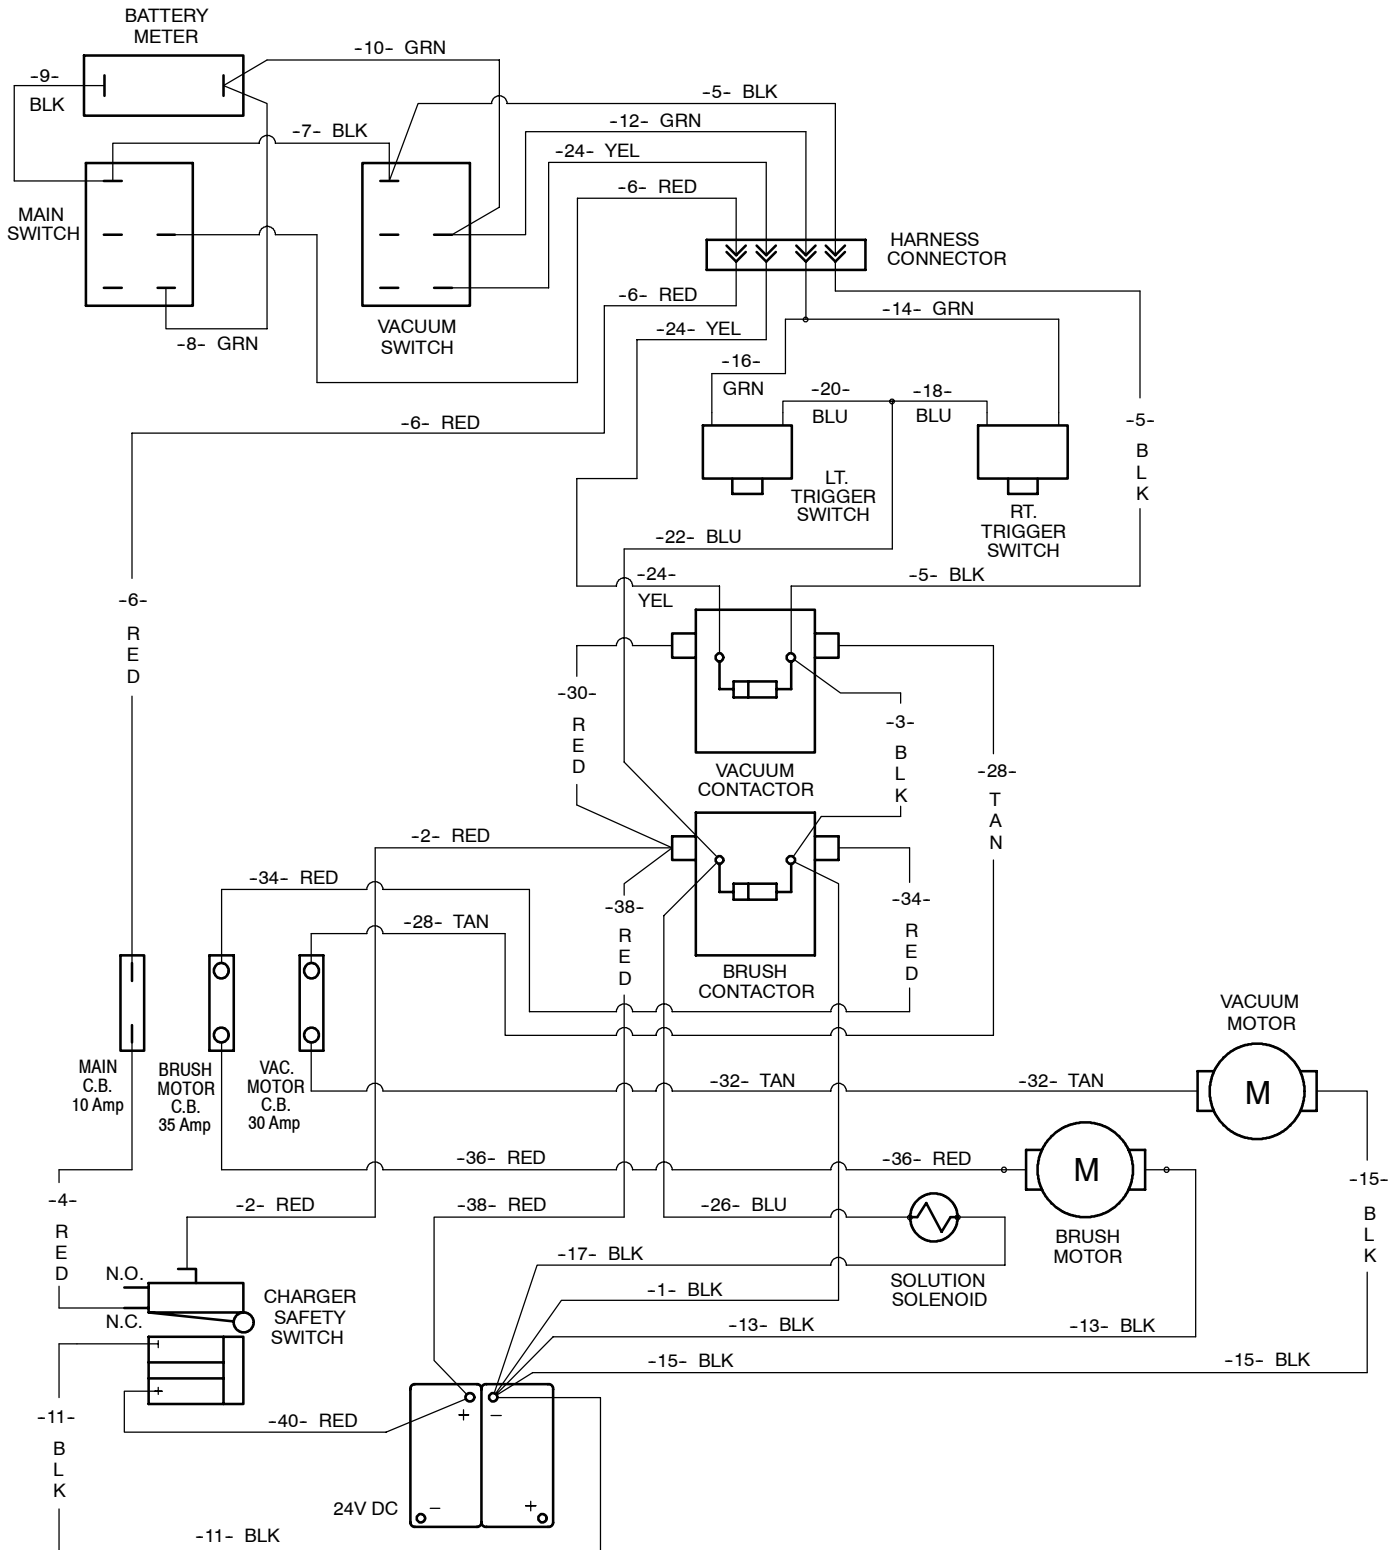 BATTERY
METER
-10- GRN
-9-
BLK
-5- BLK
-12- GRN
-7- BLK
-24- YEL
-6- RED
MAIN
SWITCH
HARNESS
CONNECTOR
-6- RED
-14- GRN
-24- YEL
VACUUM
SWITCH
-8- GRN
-16-
GRN
-20-
BLU
-18-
BLU
-6- RED
-5-
B
L
K
LT.
TRIGGER
SWITCH
RT.
TRIGGER
SWITCH
-22- BLU
-24-
YEL
-5- BLK
-6-
R
E
D
-30-
R
E
D
-3-
B
L
K
-28-
T
A
N
VACUUM
CONTACTOR
-2- RED
-34- RED
-38-
R
E
D
-34-
R
E
D
-28- TAN
BRUSH
CONTACTOR
VACUUM
MOTOR
MAIN
C.B.
10 Amp
BRUSH
MOTOR
C.B.
35 Amp
VAC.
MOTOR
C.B.
30 Amp
-32- TAN
-32- TAN
M
-36- RED
-36- RED
M
-15-
B
L
K
-4-
R
E
D
-2- RED
-38- RED
-26- BLU
BRUSH
MOTOR
-17- BLK
SOLUTION
SOLENOID
N.O.
N.C.
CHARGER
SAFETY
SWITCH
-1- BLK
-13- BLK
-13- BLK
-15- BLK
-15- BLK
-
+
-11-
B
L
K
-40- RED
+ -
24V DC
- +
-11- BLK